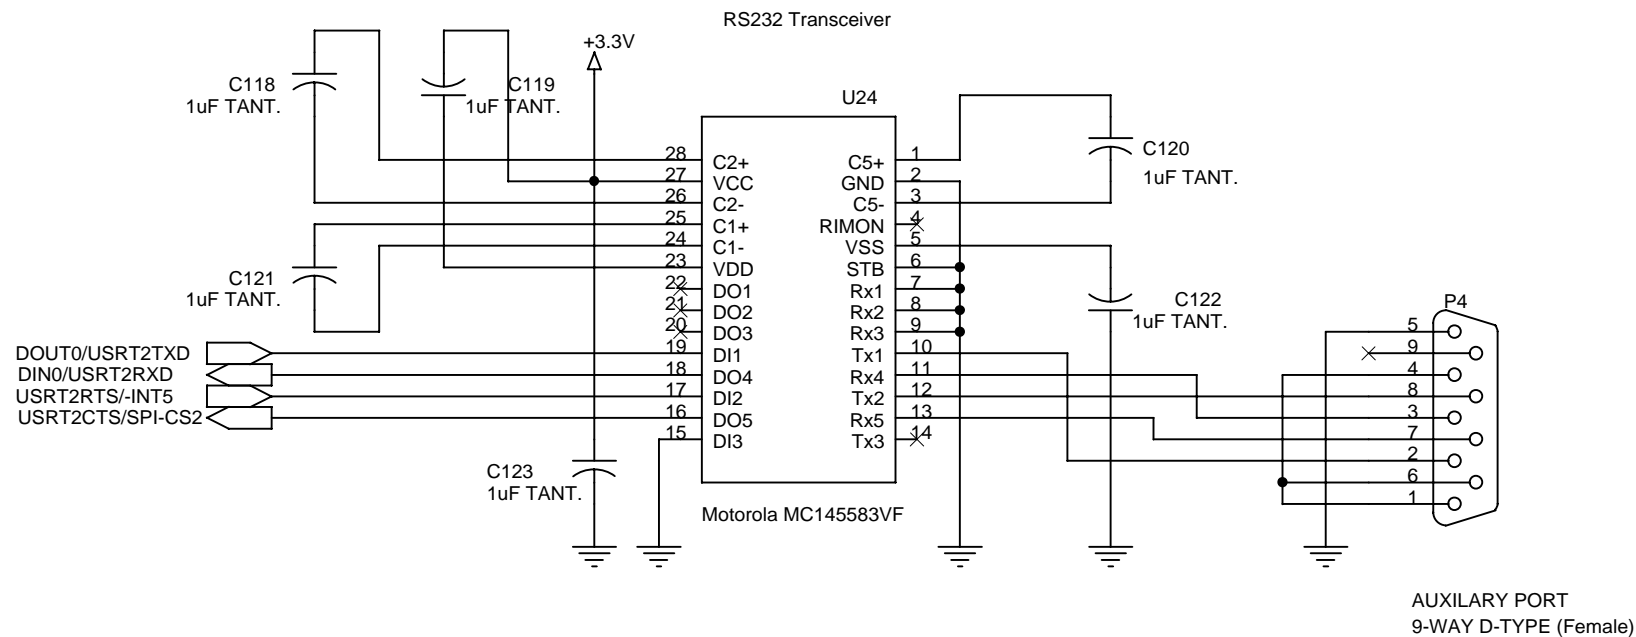 RS232 Transceiver
+3.3V
C118
1uF TANT.
C119
1uF TANT.
U24
C120
1uF TANT.
28 C2+
27 VCC
26 C2-
25 C1+
24 C1-
23 VDD
22 DO1
21 DO2
20 DO3
19 DI1
18 DO4
17 DI2
16 DO5
15 DI3
C5+ 1
GND 2
C5- 3
RIMON 4
VSS 5
STB 6
Rx1 7
Rx2 8
Rx3 9
Tx1 10
Rx4 11
Tx2 12
Rx5 13
Tx3 14
C121
1uF TANT.
C122
1uF TANT.
P4
5
9
4
8
3
7
2
6
1
DOUT0/USRT2TXD
DIN0/USRT2RXD
USRT2RTS/-INT5
USRT2CTS/SPI-CS2
C123
1uF TANT.
Motorola MC145583VF
AUXILARY PORT
9-WAY D-TYPE (Female)